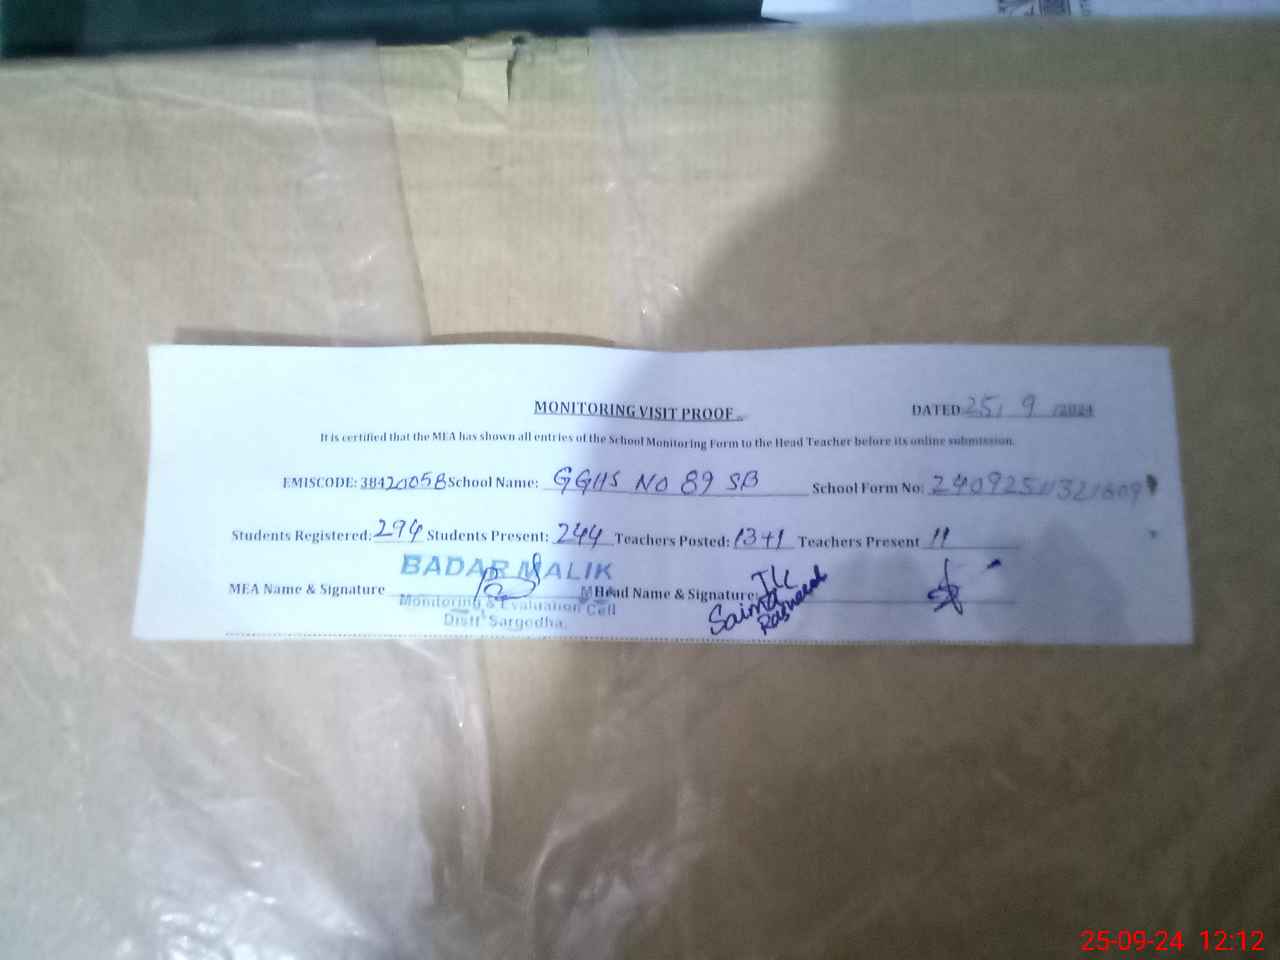 MONITORING VISIT PROOF
DATED 25/ 9 /2024
It is certified that the MEA has shown all entries of the School Monitoring Form to the Head Teacher before its online submission.
EMISCODE: 38420058 School Name: GGHS NO 89 SB School Form No:
Students Registered: 294 Students Present: 244 Teachers Posted: 13+1 Teachers Present 11
BADAR MALIK
MEA Name & Signature Head Name & Signature: I/C Saima Rasheed
Monitoring & Evaluation Cell
Distt Sargodha.
25-09-24 12:12